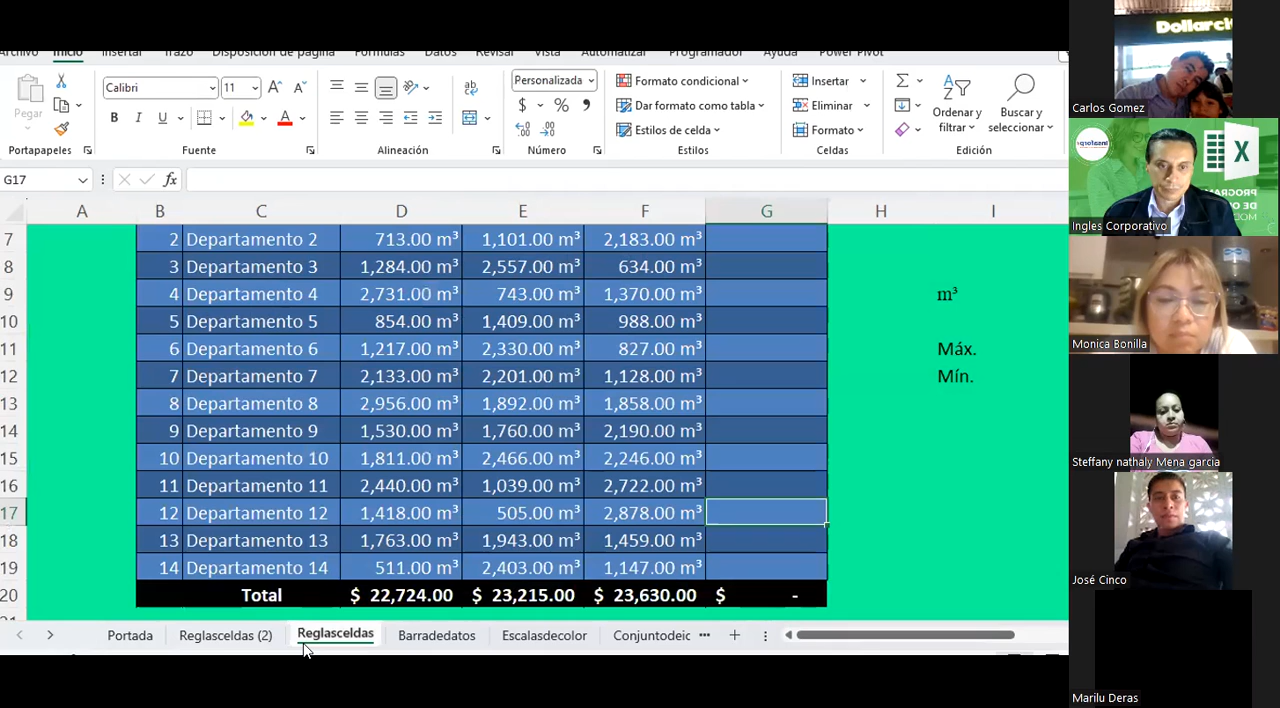 Archivo Inicio Insertar Trazo Disposición de página Fórmulas Datos Revisar Vista Automatizar Programador Ayuda Power Pivot
Pegar
Portapapeles
Calibri 11
N K S
Fuente
Alineación
Personalizada
$ % ,
Número
Formato condicional
Dar formato como tabla
Estilos de celda
Estilos
Insertar
Eliminar
Formato
Celdas
Ordenar y
filtrar
Buscar y
seleccionar
Edición
G17 fx
A B C D E F G H I
7 2 Departamento 2 713.00 m³ 1,101.00 m³ 2,183.00 m³
8 3 Departamento 3 1,284.00 m³ 2,557.00 m³ 634.00 m³
9 4 Departamento 4 2,731.00 m³ 743.00 m³ 1,370.00 m³ m³
10 5 Departamento 5 854.00 m³ 1,409.00 m³ 988.00 m³
11 6 Departamento 6 1,217.00 m³ 2,330.00 m³ 827.00 m³ Máx.
12 7 Departamento 7 2,133.00 m³ 2,201.00 m³ 1,128.00 m³ Mín.
13 8 Departamento 8 2,956.00 m³ 1,892.00 m³ 1,858.00 m³
14 9 Departamento 9 1,530.00 m³ 1,760.00 m³ 2,190.00 m³
15 10 Departamento 10 1,811.00 m³ 2,466.00 m³ 2,246.00 m³
16 11 Departamento 11 2,440.00 m³ 1,039.00 m³ 2,722.00 m³
17 12 Departamento 12 1,418.00 m³ 505.00 m³ 2,878.00 m³
18 13 Departamento 13 1,763.00 m³ 1,943.00 m³ 1,459.00 m³
19 14 Departamento 14 511.00 m³ 2,403.00 m³ 1,147.00 m³
20 Total $ 22,724.00 $ 23,215.00 $ 23,630.00 $ -
Portada Reglasceldas (2) Reglasceldas Barradedatos Escalasdecolor Conjuntodeic ...
Dollarci
Carlos Gomez
X
PROGRAM
DE O
MÓD
Ingles Corporativo
Monica Bonilla
Steffany nathaly Mena garcia
José Cinco
Marilu Deras